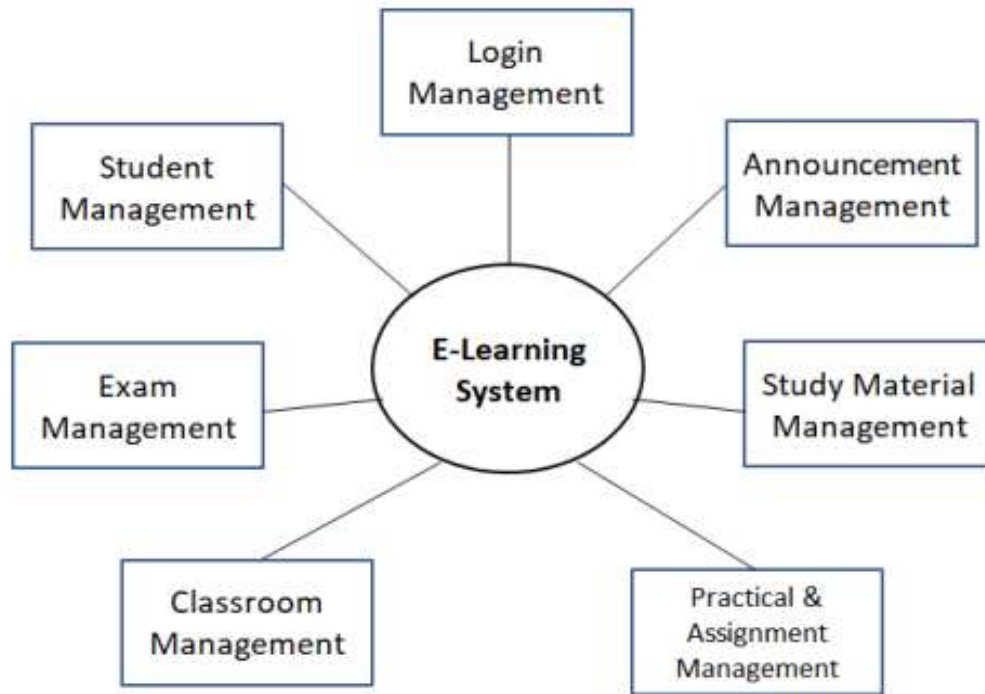 Login
Management
Student
Management
Announcement
Management
E-Learning
System
Exam
Management
Study Material
Management
Classroom
Management
Practical &
Assignment
Management